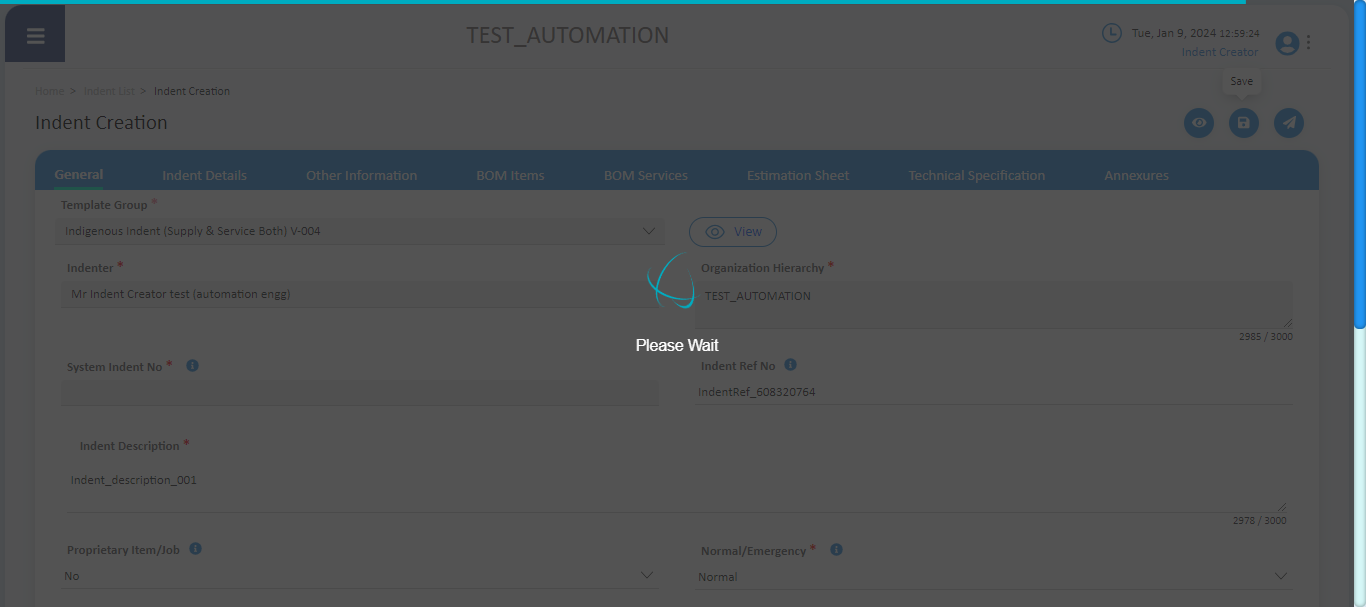 TEST_AUTOMATION
Tue, Jan 9, 2024 12:59:24
Indent Creator
Home > Indent List > Indent Creation
Save
Indent Creation
General Indent Details Other Information BOM Items BOM Services Estimation Sheet Technical Specification Annexures
Template Group *
Indigenous Indent (Supply & Service Both) V-004
View
Indenter *
Organization Hierarchy *
Mr Indent Creator test (automation engg)
TEST_AUTOMATION
2985 / 3000
Please Wait
System Indent No *
Indent Ref No
IndentRef_608320764
Indent Description *
Indent_description_001
2978 / 3000
Proprietary Item/Job
Normal/Emergency *
No
Normal